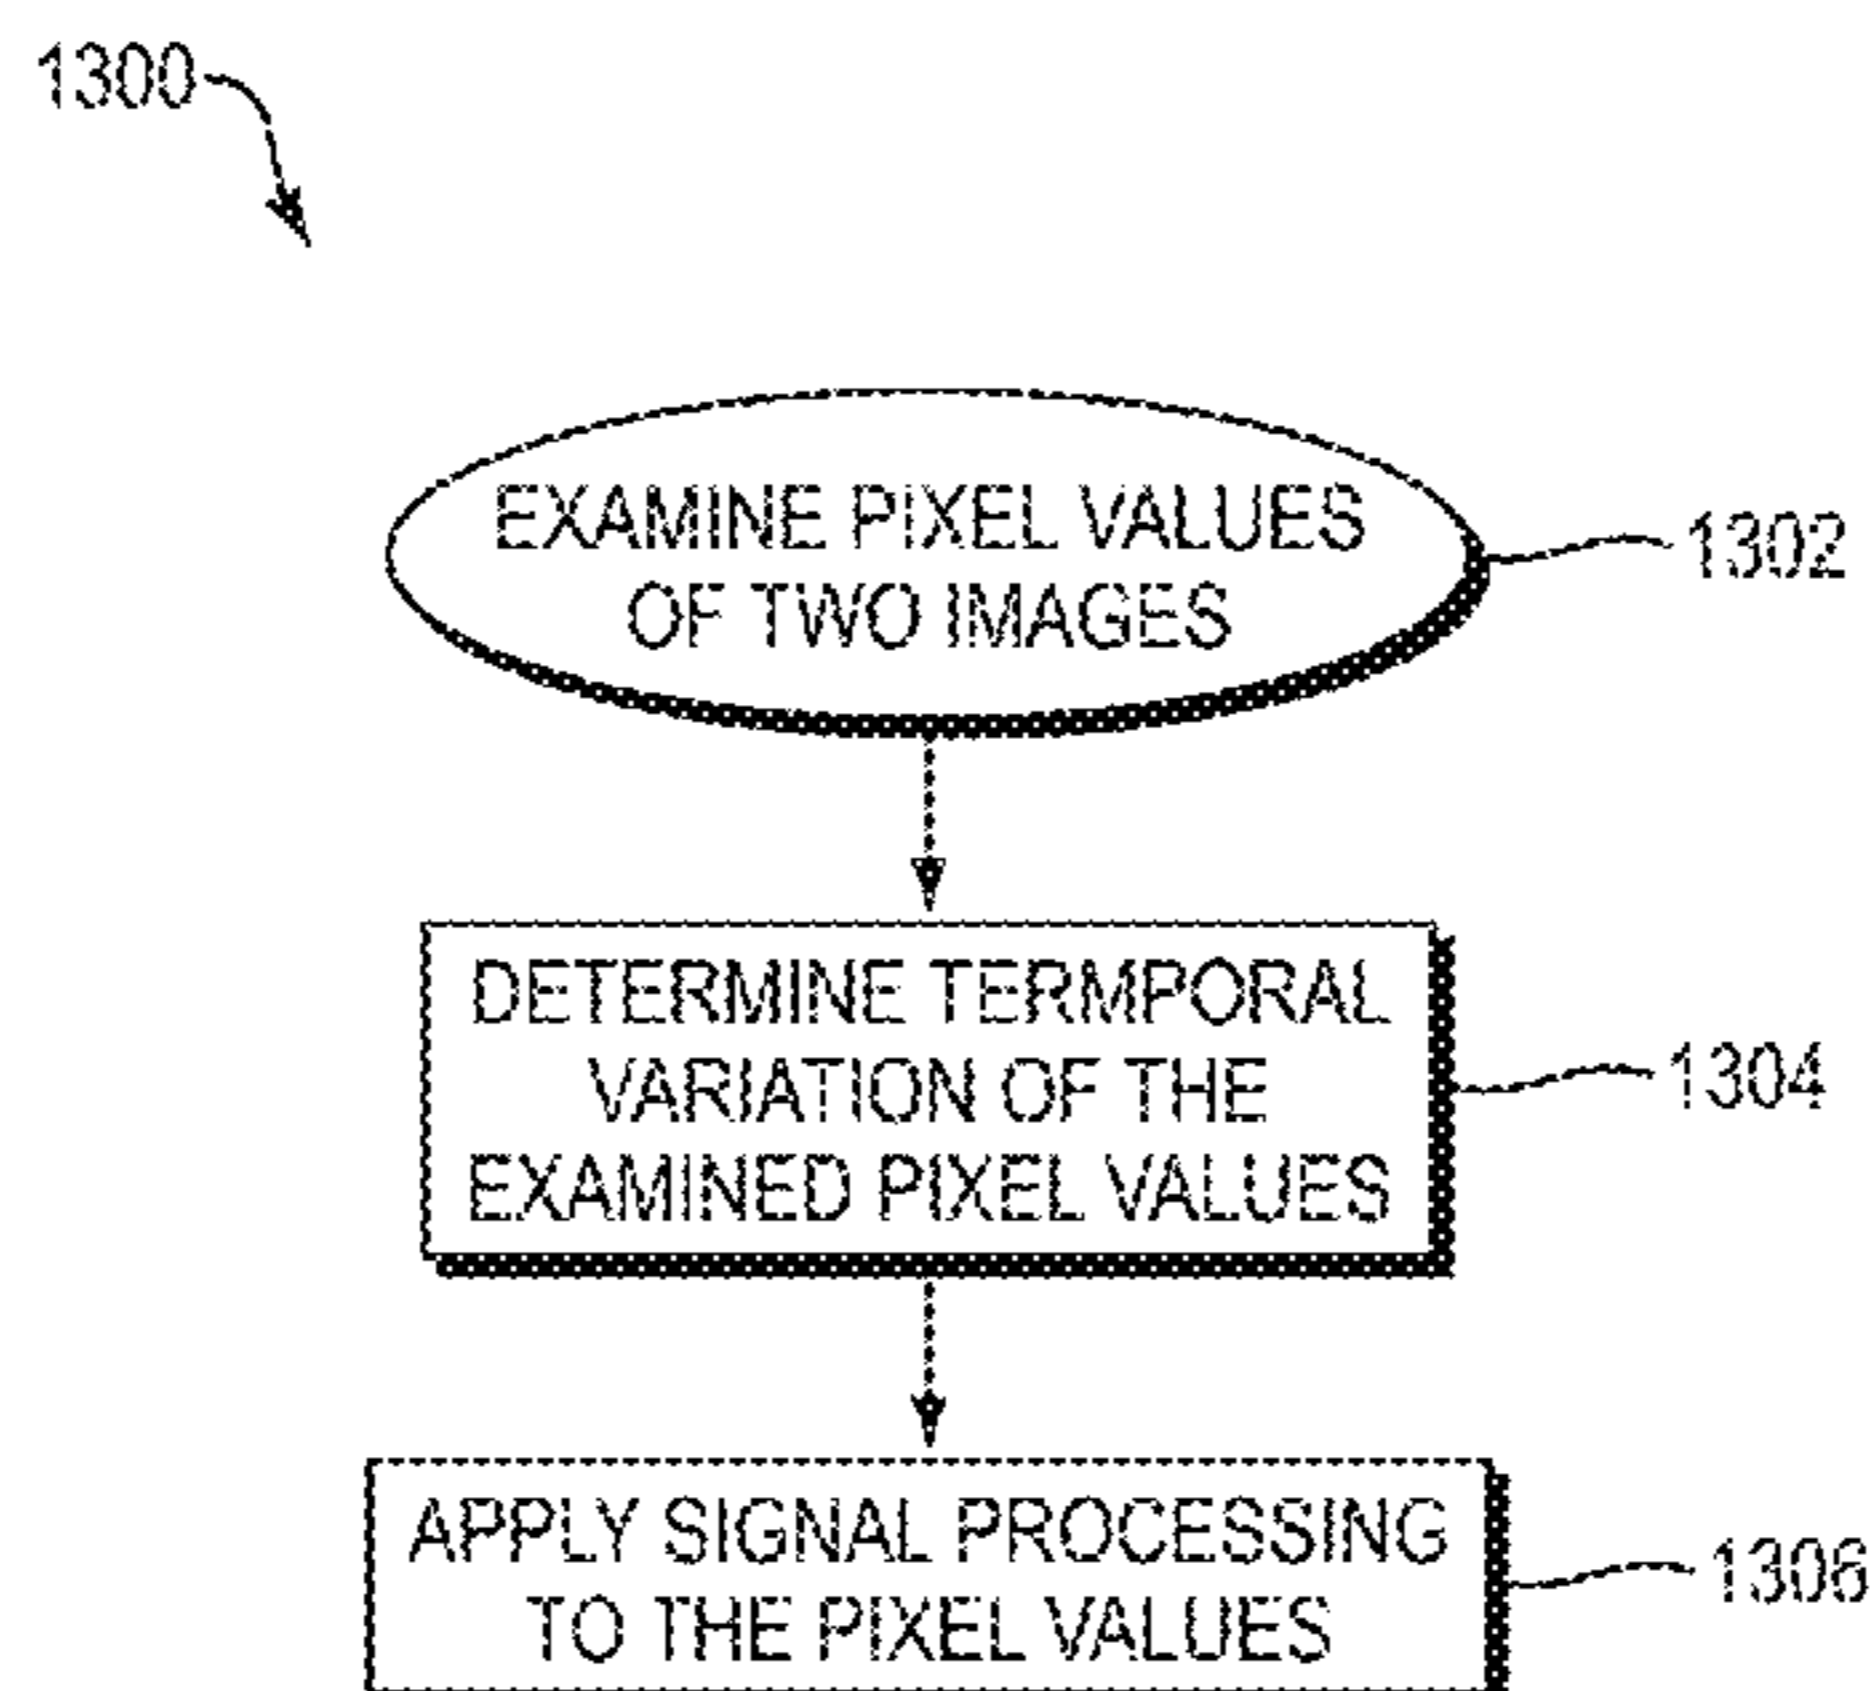 1300
EXAMINE PIXEL VALUES
OF TWO IMAGES
1302
DETERMINE TERMPORAL
VARIATION OF THE
EXAMINED PIXEL VALUES
1304
APPLY SIGNAL PROCESSING
TO THE PIXEL VALUES
1306